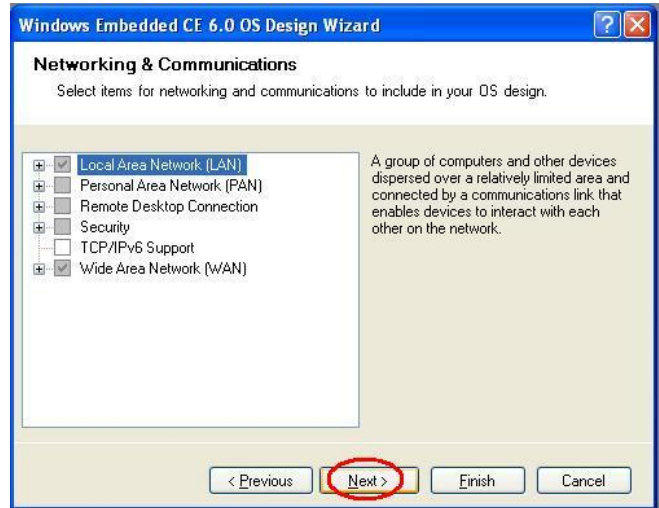 Windows Embedded CE 6.0 OS Design Wizard
Networking & Communications
Select items for networking and communications to include in your OS design.
Local Area Network (LAN)
Personal Area Network (PAN)
Remote Desktop Connection
Security
TCP/IPv6 Support
Wide Area Network (WAN)
A group of computers and other devices
dispersed over a relatively limited area and
connected by a communications link that
enables devices to interact with each
other on the network.
< Previous
Next >
Finish
Cancel